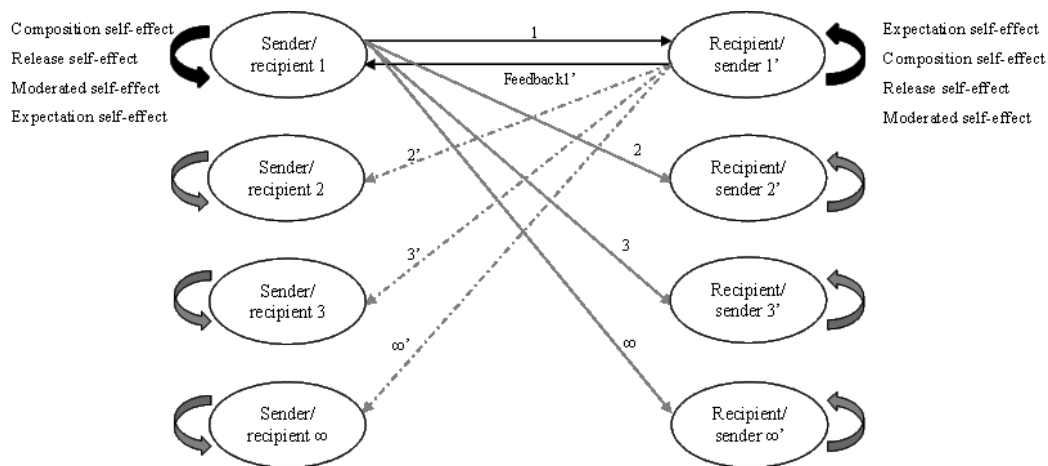 Composition self-effect
Release self-effect
Moderated self-effect
Expectation self-effect
Sender/
recipient 1
1
Feedback1’
Recipient/
sender 1’
Expectation self-effect
Composition self-effect
Release self-effect
Moderated self-effect
Sender/
recipient 2
2’
2
Recipient/
sender 2’
Sender/
recipient 3
3’
3
Recipient/
sender 3’
∞’
∞
Sender/
recipient ∞
Recipient/
sender ∞’